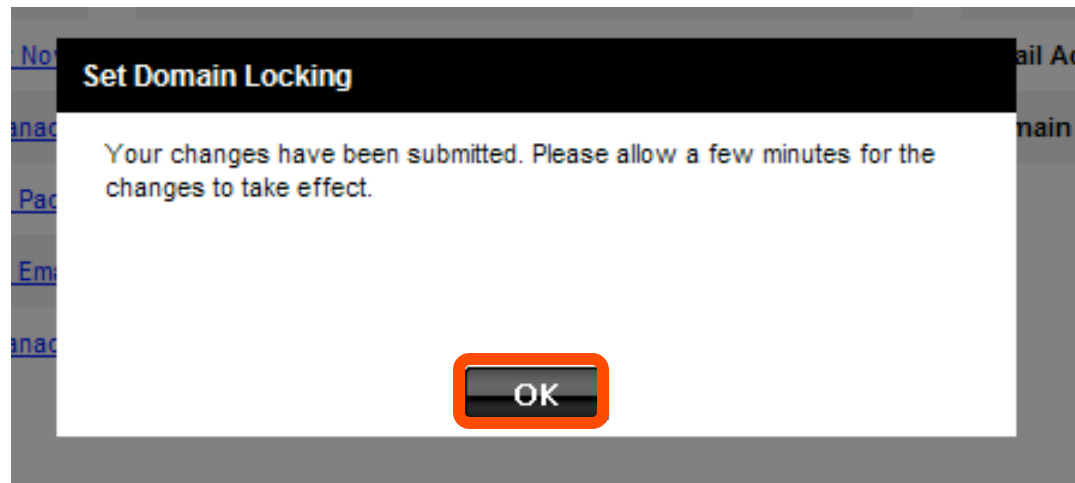 Set Domain Locking
Your changes have been submitted. Please allow a few minutes for the
changes to take effect.
OK